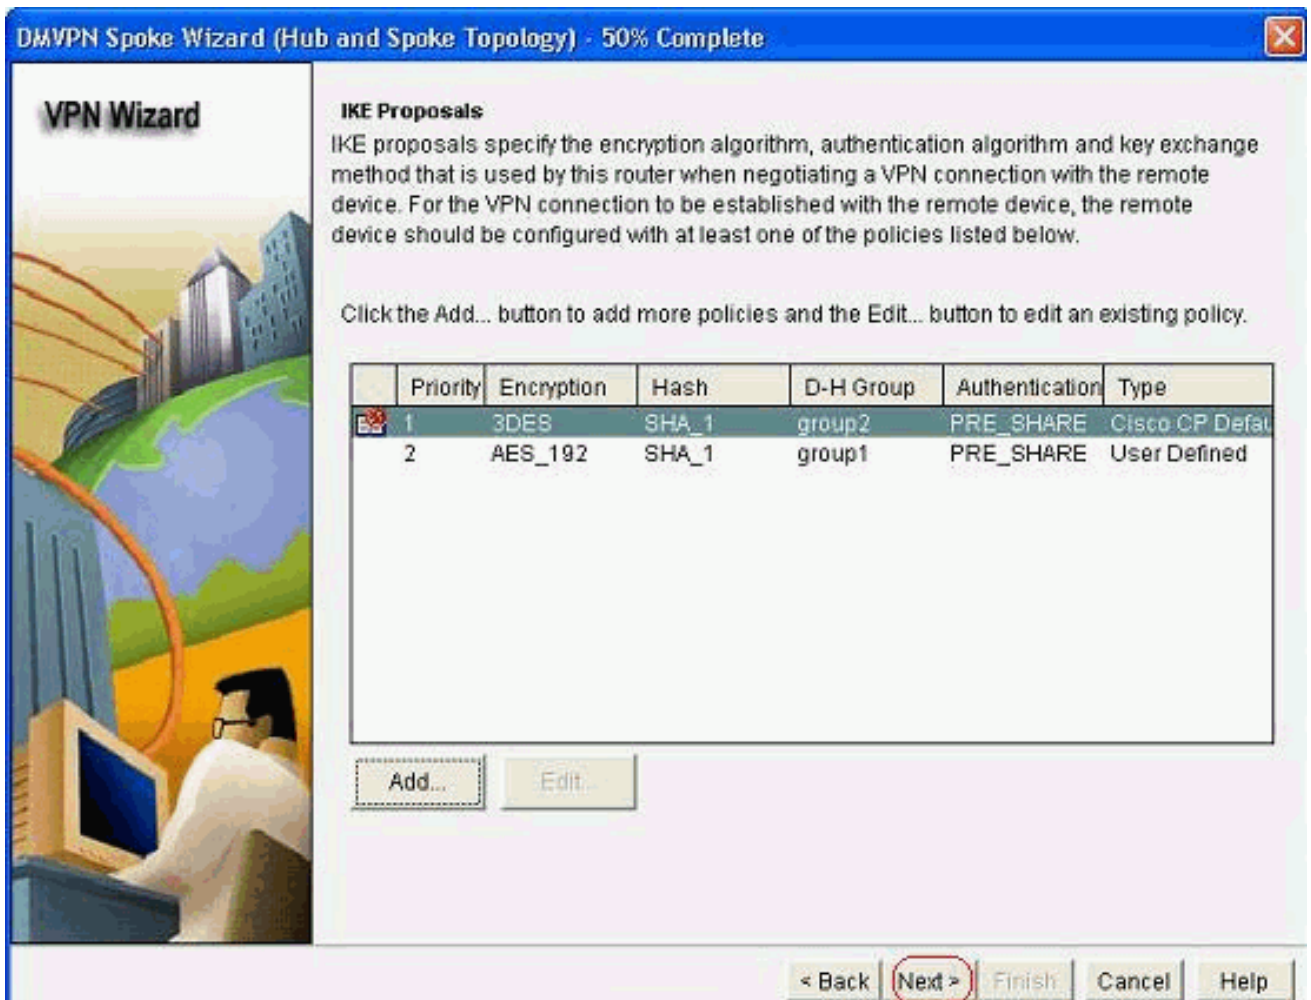 DMVPN Spoke Wizard (Hub and Spoke Topology) - 50% Complete
VPN Wizard
IKE Proposals
IKE proposals specify the encryption algorithm, authentication algorithm and key exchange
method that is used by this router when negotiating a VPN connection with the remote
device. For the VPN connection to be established with the remote device, the remote
device should be configured with at least one of the policies listed below.
Click the Add... button to add more policies and the Edit... button to edit an existing policy.
Priority Encryption Hash D-H Group Authentication Type
1 3DES SHA_1 group2 PRE_SHARE Cisco CP Defau
2 AES_192 SHA_1 group1 PRE_SHARE User Defined
Add... Edit...
< Back Next > Finish Cancel Help